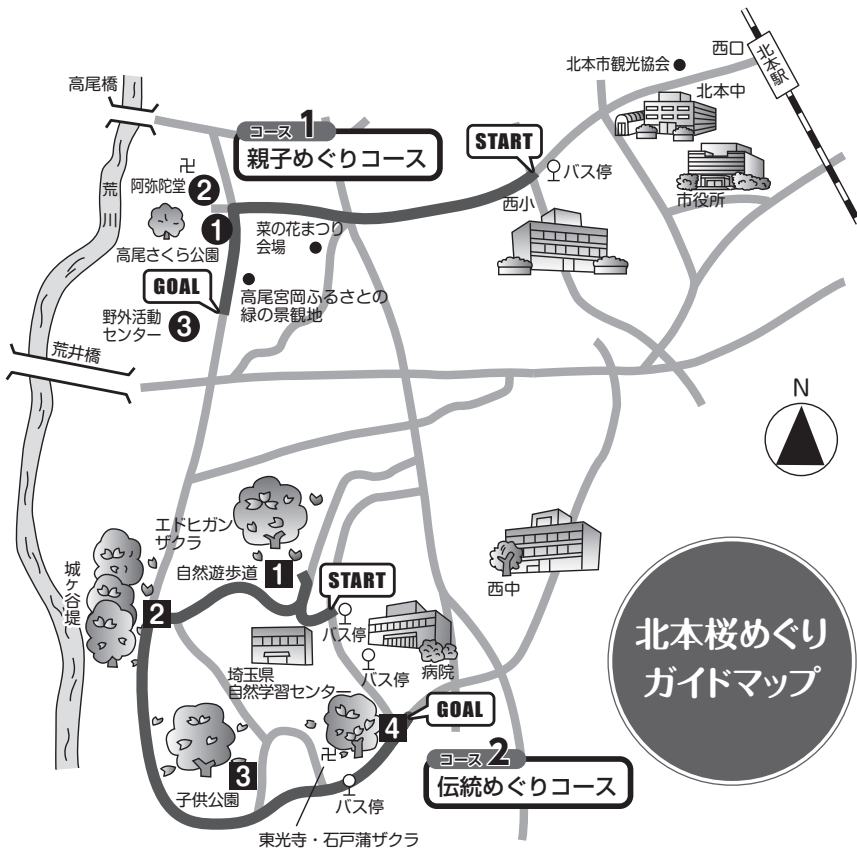 高尾橋
荒川
コース1
親子めぐりコース
START
バス停
西小
北本市観光協会
西口
北本駅
北本中
市役所
卍
阿弥陀堂
2
1
高尾さくら公園
菜の花まつり
会場
高尾宮岡ふるさとの
緑の景観地
GOAL
野外活動
センター
3
荒井橋
N
エドヒガン
ザクラ
自然遊歩道
1
START
バス停
城ヶ谷堤
2
埼玉県
自然学習センター
バス停
病院
西中
4
GOAL
コース2
伝統めぐりコース
卍
3
子供公園
バス停
東光寺・石戸蒲ザクラ
北本桜めぐり
ガイドマップ